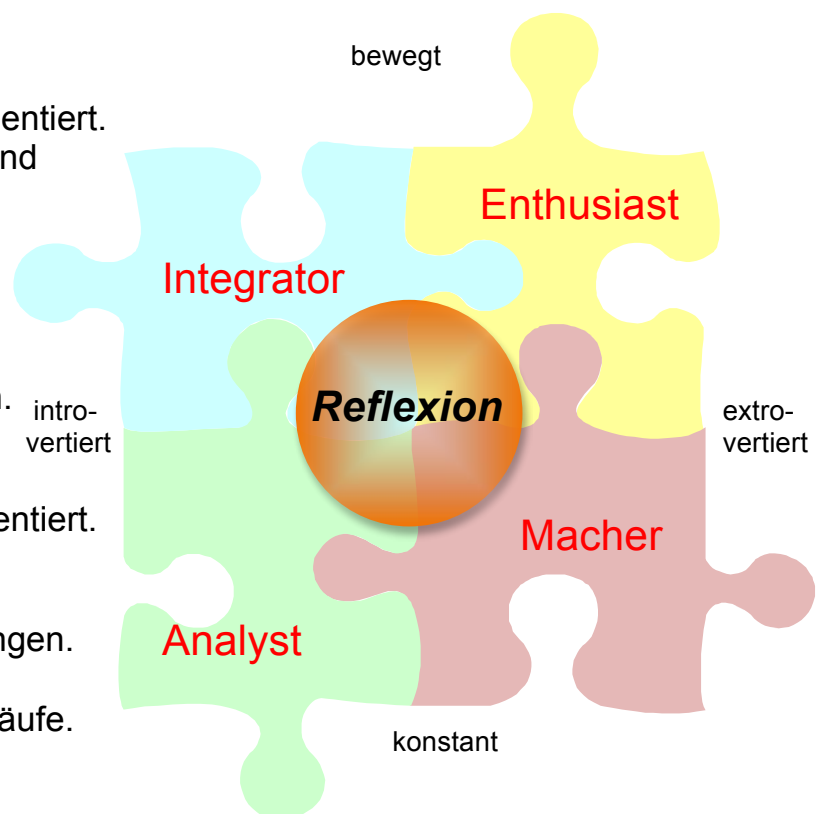 bewegt
entiert.
nd
Enthusiast
Integrator
n.
intro-
vertiert
Reflexion
extro-
vertiert
entiert.
Macher
ngen.
Analyst
äufe.
konstant